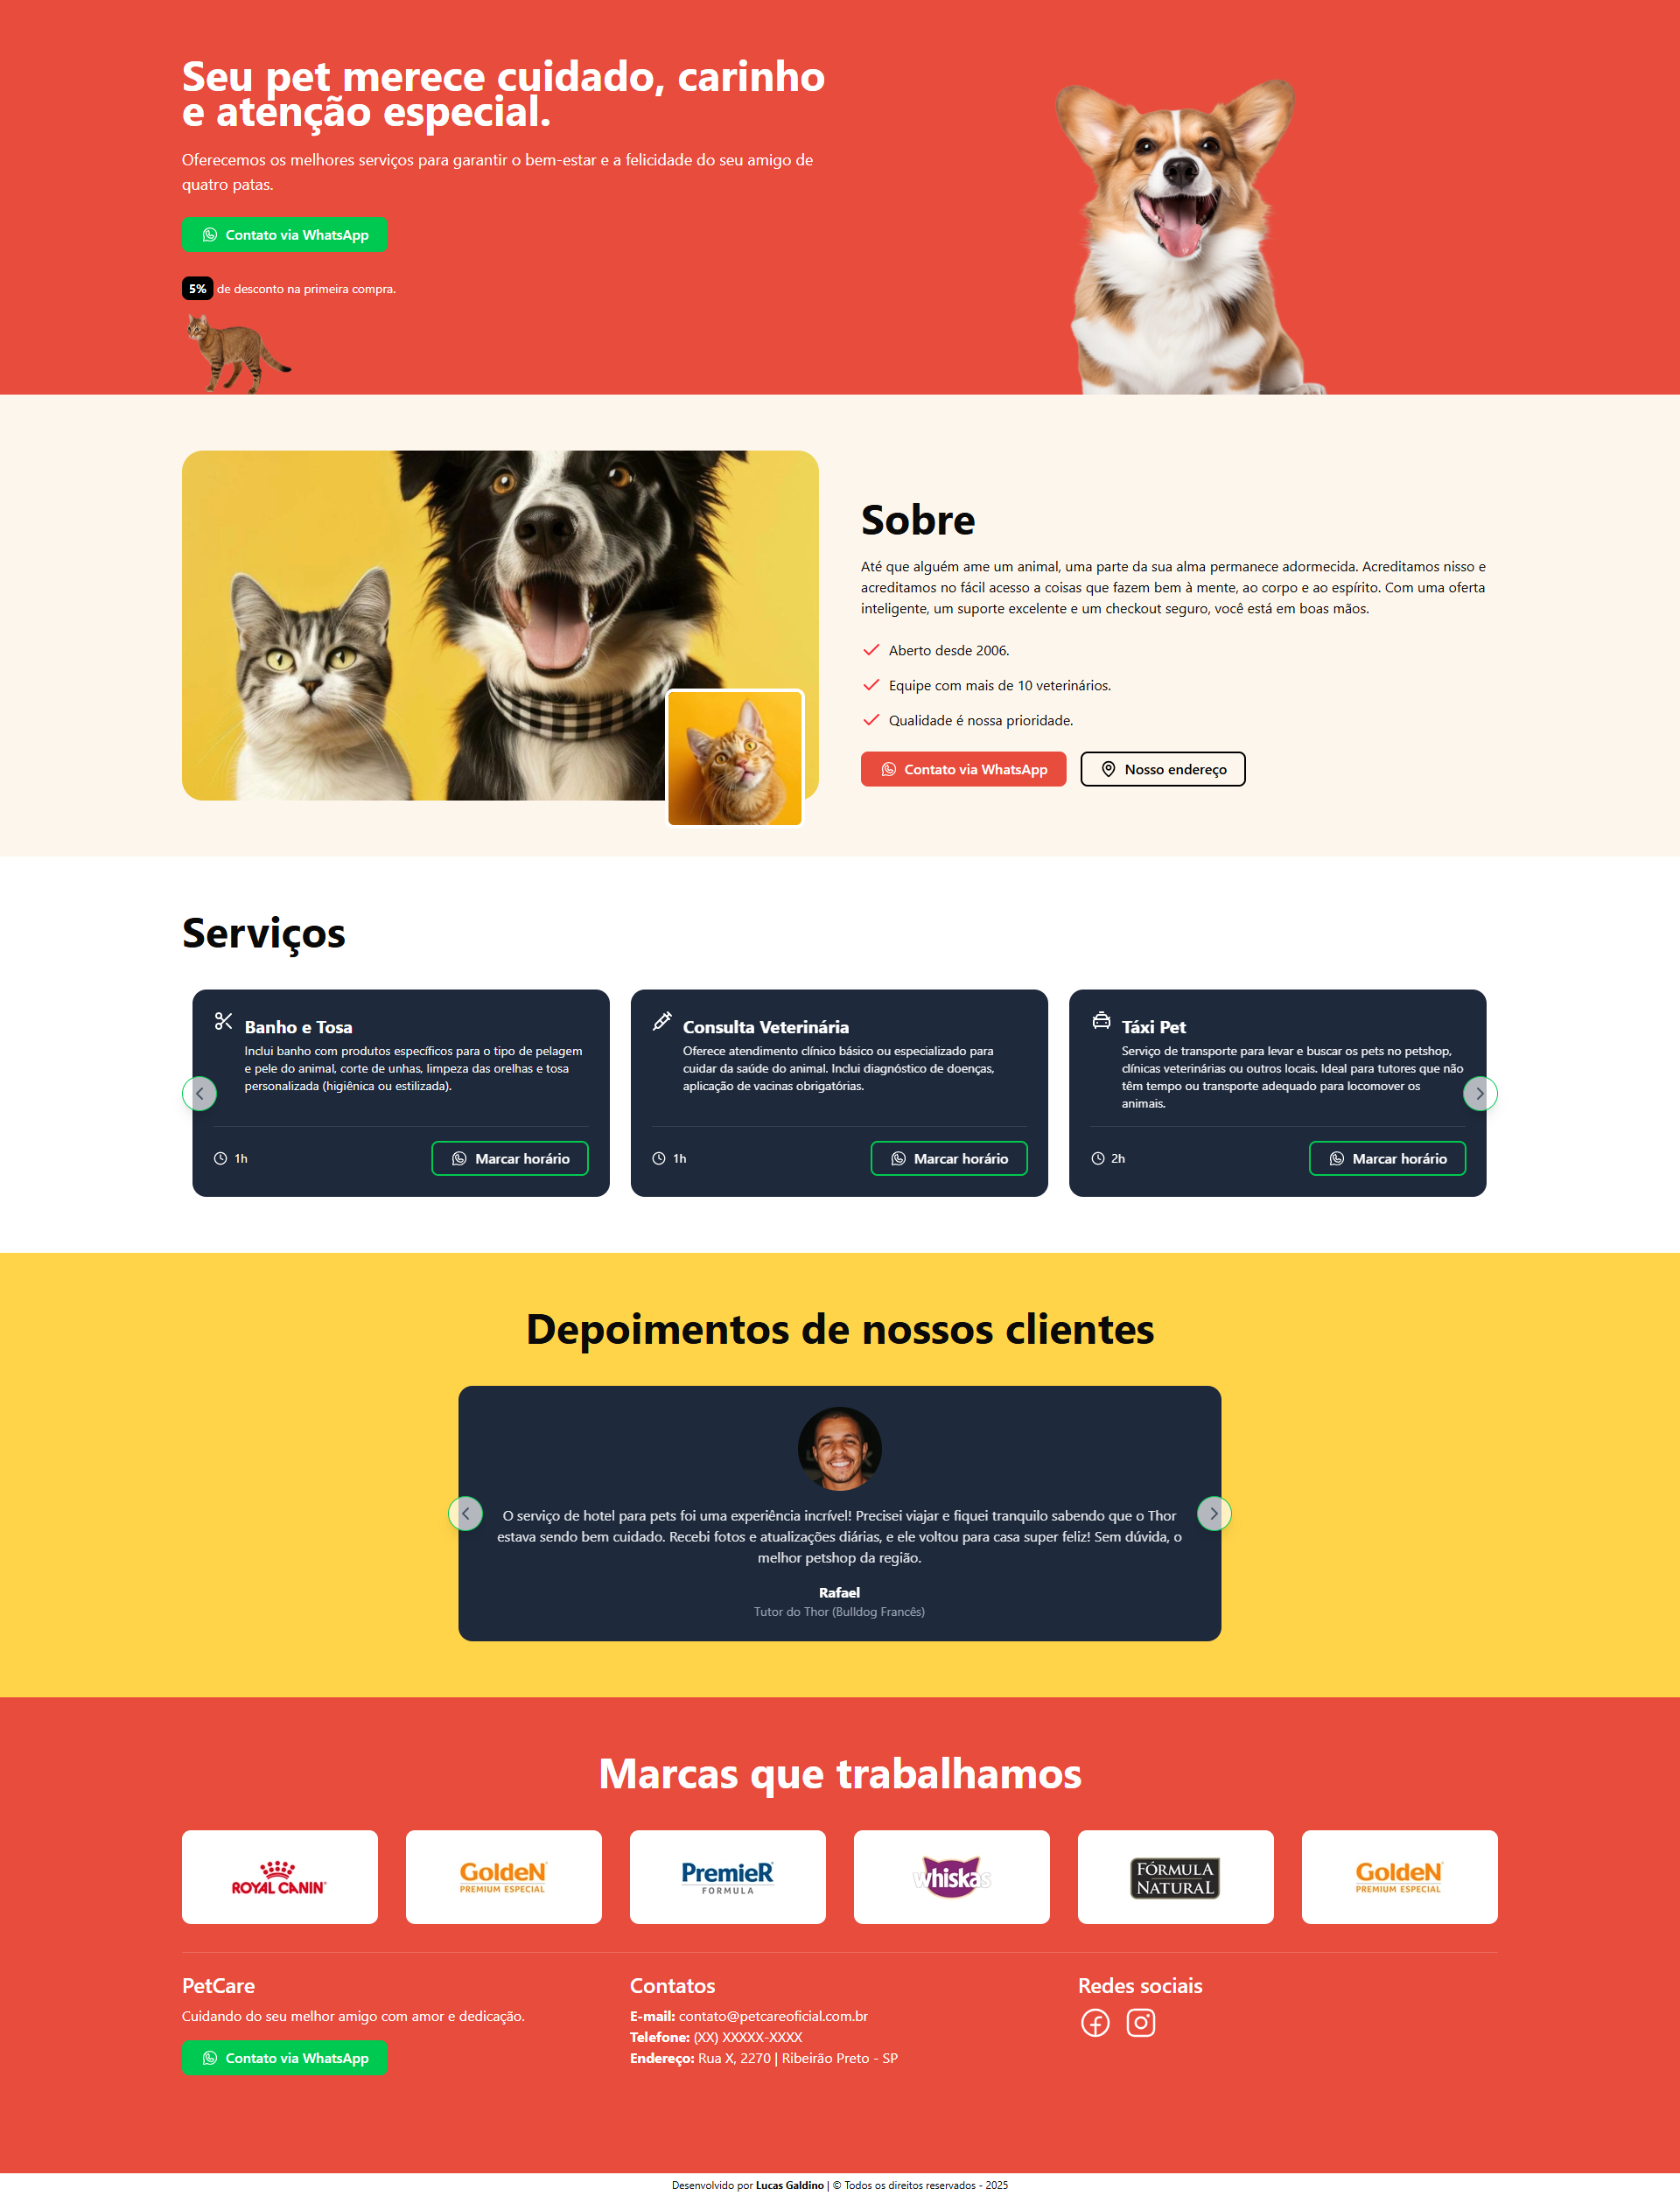 Seu pet merece cuidado, carinho
e atenção especial.
Oferecemos os melhores serviços para garantir o bem-estar e a felicidade do seu amigo de
quatro patas.
Contato via WhatsApp
5% de desconto na primeira compra.
Sobre
Até que alguém ame um animal, uma parte da sua alma permanece adormecida. Acreditamos nisso e
acreditamos no fácil acesso a coisas que fazem bem à mente, ao corpo e ao espírito. Com uma oferta
inteligente, um suporte excelente e um checkout seguro, você está em boas mãos.
Aberto desde 2006.
Equipe com mais de 10 veterinários.
Qualidade é nossa prioridade.
Contato via WhatsApp
Nosso endereço
Serviços
Banho e Tosa
Inclui banho com produtos específicos para o tipo de pelagem
e pele do animal, corte de unhas, limpeza das orelhas e tosa
personalizada (higiênica ou estilizada).
1h
Marcar horário
Consulta Veterinária
Oferece atendimento clínico básico ou especializado para
cuidar da saúde do animal. Inclui diagnóstico de doenças,
aplicação de vacinas obrigatórias.
1h
Marcar horário
Táxi Pet
Serviço de transporte para levar e buscar os pets no petshop,
clínicas veterinárias ou outros locais. Ideal para tutores que não
têm tempo ou transporte adequado para locomover os
animais.
2h
Marcar horário
Depoimentos de nossos clientes
O serviço de hotel para pets foi uma experiência incrível! Precisei viajar e fiquei tranquilo sabendo que o Thor
estava sendo bem cuidado. Recebi fotos e atualizações diárias, e ele voltou para casa super feliz! Sem dúvida, o
melhor petshop da região.
Rafael
Tutor do Thor (Bulldog Francês)
Marcas que trabalhamos
ROYAL CANIN
GoldeN
PREMIUM ESPECIAL
PremieR
FORMULA
whiskas
FÓRMULA
NATURAL
GoldeN
PREMIUM ESPECIAL
PetCare
Cuidando do seu melhor amigo com amor e dedicação.
Contato via WhatsApp
Contatos
E-mail: contato@petcareoficial.com.br
Telefone: (XX) XXXXX-XXXX
Endereço: Rua X, 2270 | Ribeirão Preto - SP
Redes sociais
Desenvolvido por Lucas Galdino | © Todos os direitos reservados - 2025